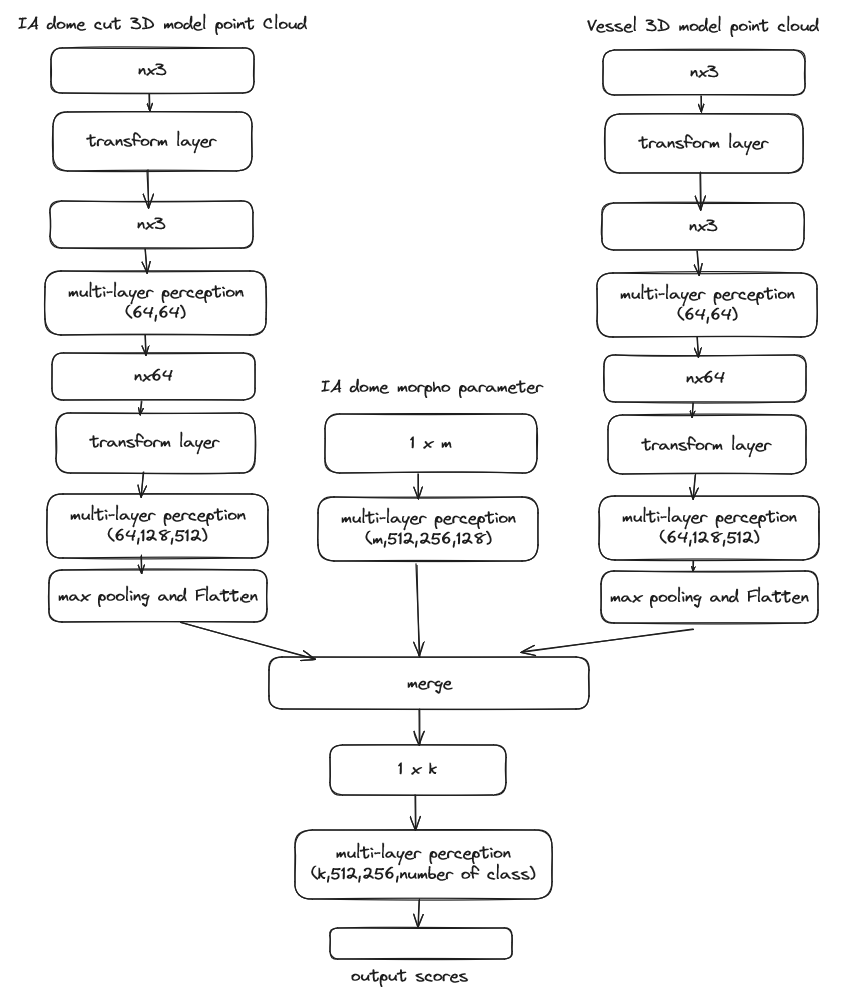 IA dome cut 3D model point Cloud
nx3
transform layer
nx3
multi-layer perception
(64,64)
nx64
transform layer
multi-layer perception
(64,128,512)
max pooling and Flatten
IA dome morpho parameter
1 x m
multi-layer perception
(m,512,256,128)
Vessel 3D model point cloud
nx3
transform layer
nx3
multi-layer perception
(64,64)
nx64
transform layer
multi-layer perception
(64,128,512)
max pooling and Flatten
merge
1 x k
multi-layer perception
(k,512,256,number of class)
output scores